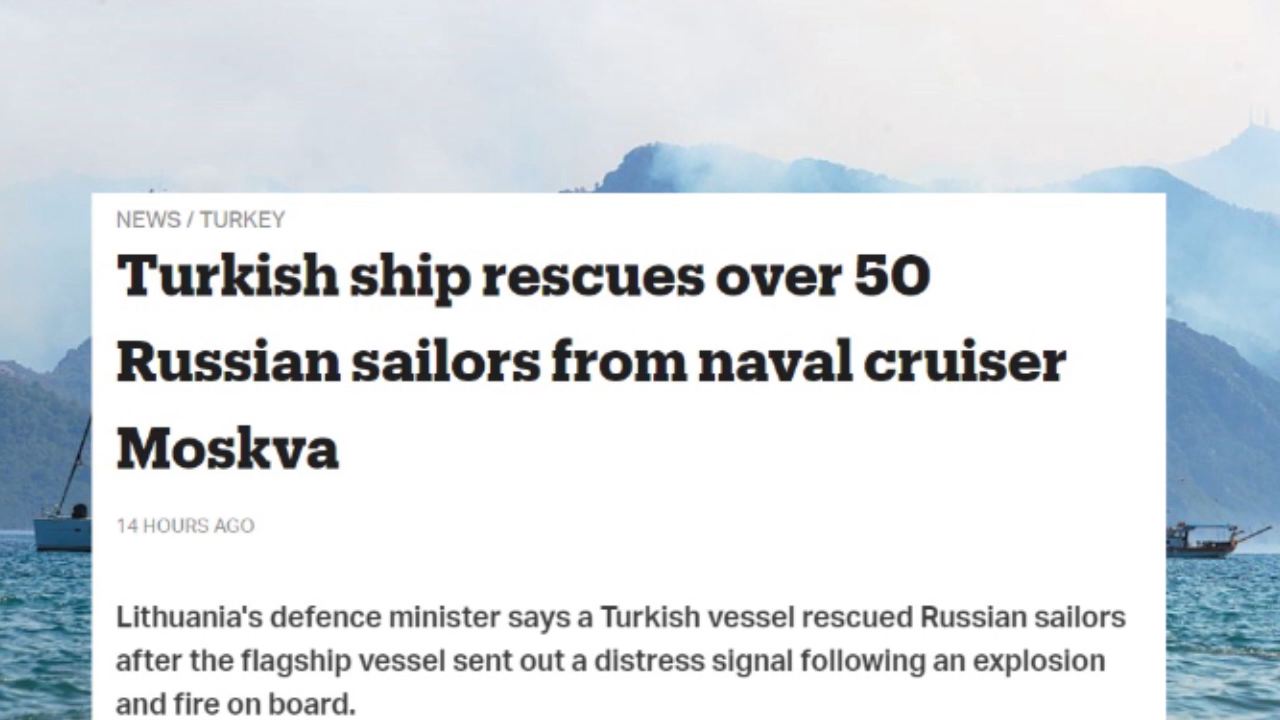 NEWS / TURKEY
Turkish ship rescues over 50
Russian sailors from naval cruiser
Moskva
14 HOURS AGO
Lithuania's defence minister says a Turkish vessel rescued Russian sailors
after the flagship vessel sent out a distress signal following an explosion
and fire on board.